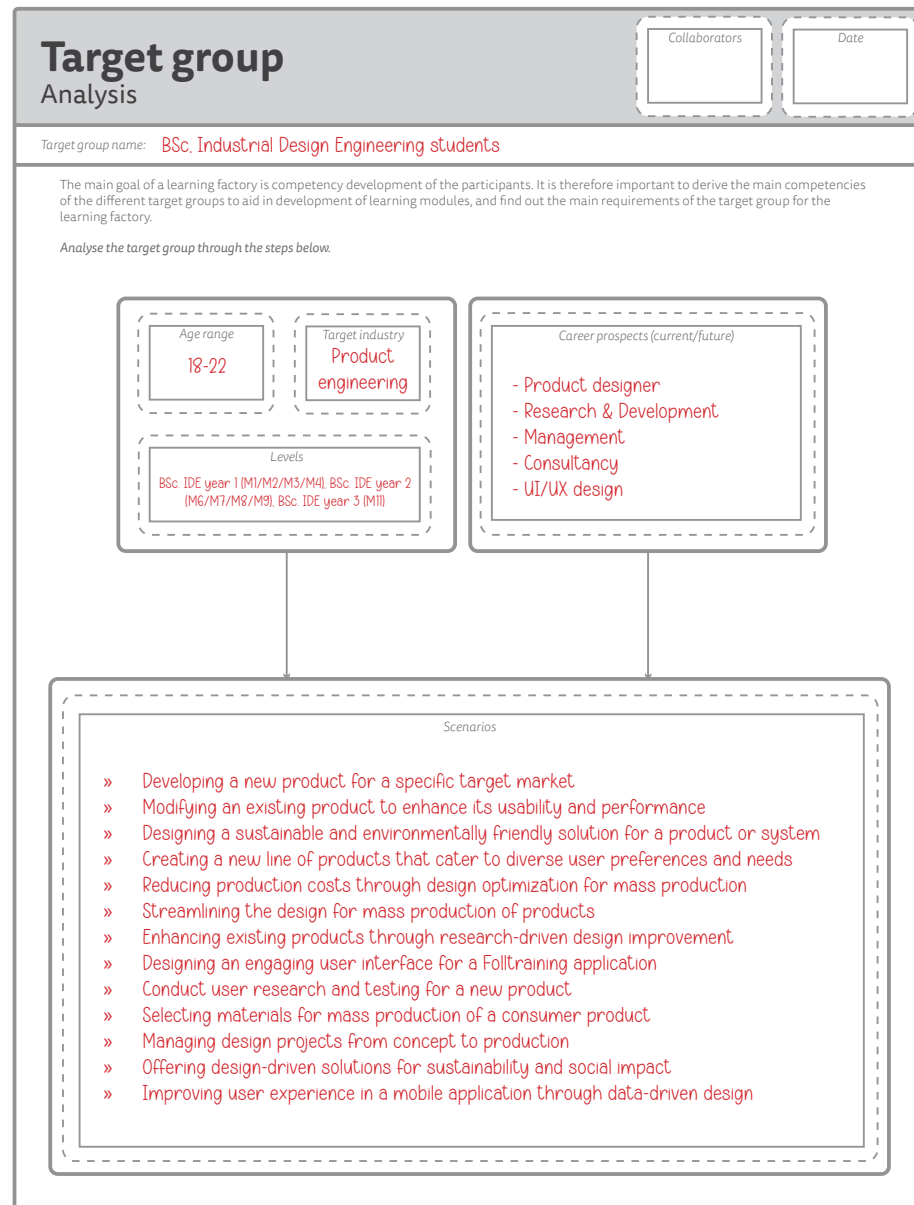 Target group
Analysis
Collaborators
Date
Target group name: BSc. Industrial Design Engineering students
The main goal of a learning factory is competency development of the participants. It is therefore important to derive the main competencies
of the different target groups to aid in development of learning modules, and find out the main requirements of the target group for the
learning factory.
Analyse the target group through the steps below.
Age range
18-22
Target industry
Product
engineering
Levels
BSc. IDE year 1 (M1/M2/M3/M4), BSc. IDE year 2
(M6/M7/M8/M9), BSc. IDE year 3 (M11)
Career prospects (current/future)
- Product designer
- Research & Development
- Management
- Consultancy
- UI/UX design
Scenarios
» Developing a new product for a specific target market
» Modifying an existing product to enhance its usability and performance
» Designing a sustainable and environmentally friendly solution for a product or system
» Creating a new line of products that cater to diverse user preferences and needs
» Reducing production costs through design optimization for mass production
» Streamlining the design for mass production of products
» Enhancing existing products through research-driven design improvement
» Designing an engaging user interface for a Folltraining application
» Conduct user research and testing for a new product
» Selecting materials for mass production of a consumer product
» Managing design projects from concept to production
» Offering design-driven solutions for sustainability and social impact
» Improving user experience in a mobile application through data-driven design